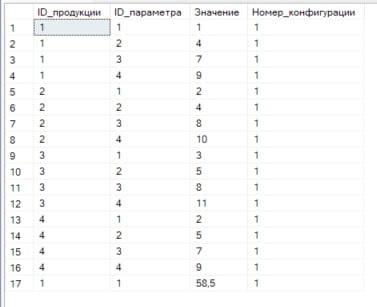 ID_продукции ID_параметра Значение Номер_конфигурации
1 1 1 1 1
2 1 2 4 1
3 1 3 7 1
4 1 4 9 1
5 2 1 2 1
6 2 2 4 1
7 2 3 8 1
8 2 4 10 1
9 3 1 3 1
10 3 2 5 1
11 3 3 8 1
12 3 4 11 1
13 4 1 2 1
14 4 2 5 1
15 4 3 7 1
16 4 4 9 1
17 1 1 58,5 1